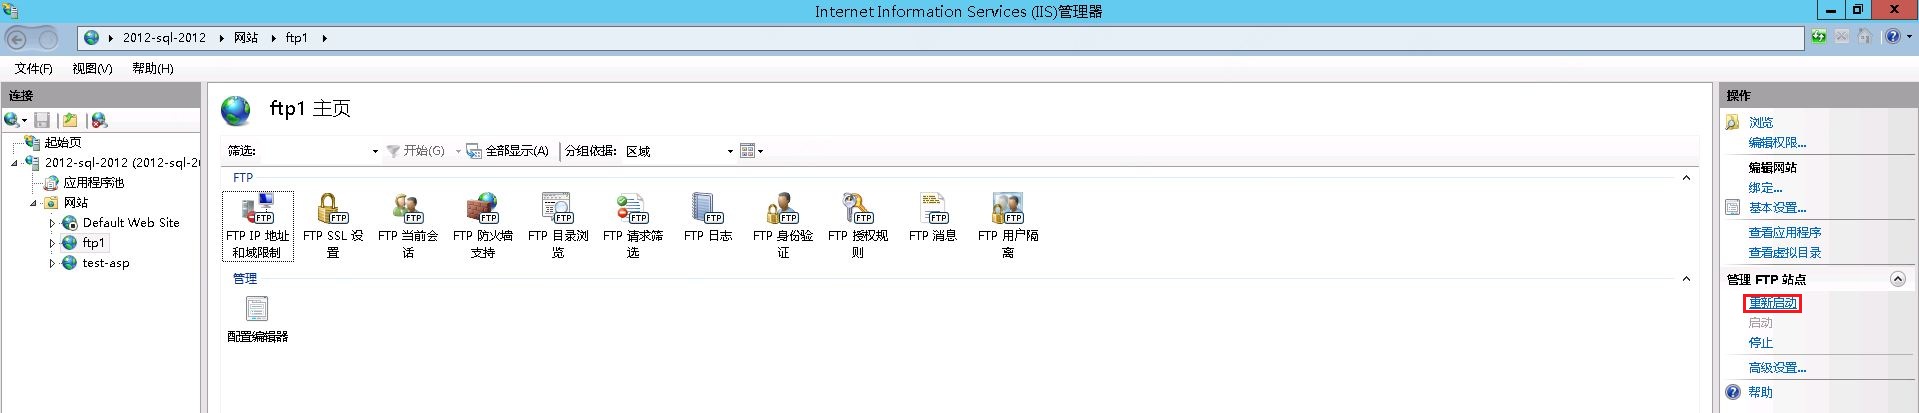 Internet Information Services (IIS)管理器
2012-sql-2012 网站 ftp1
文件(F) 视图(V) 帮助(H)
连接
起始页
2012-sql-2012 (2012-sql-20
应用程序池
网站
Default Web Site
ftp1
test-asp
ftp1 主页
筛选: 开始(G) 全部显示(A) 分组依据: 区域
FTP
FTP IP 地址
和域限制
FTP SSL 设
置
FTP 当前会
话
FTP 防火墙
支持
FTP 目录浏
览
FTP 请求筛
选
FTP 日志
FTP 身份验
证
FTP 授权规
则
FTP 消息
FTP 用户隔
离
管理
配置编辑器
操作
浏览
编辑权限...
编辑网站
绑定...
基本设置...
查看应用程序
查看虚拟目录
管理 FTP 站点
重新启动
启动
停止
高级设置...
帮助